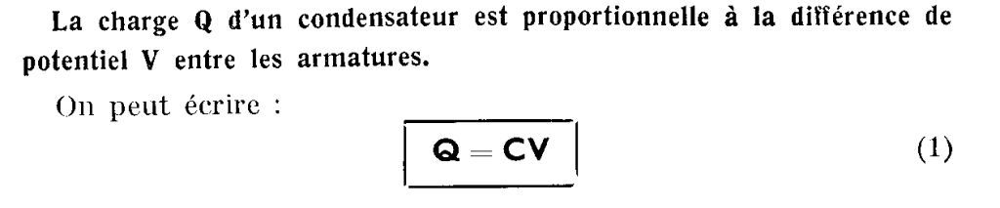 La charge Q d'un condensateur est proportionnelle à la différence de
potentiel V entre les armatures.
On peut écrire :
Q = CV (1)